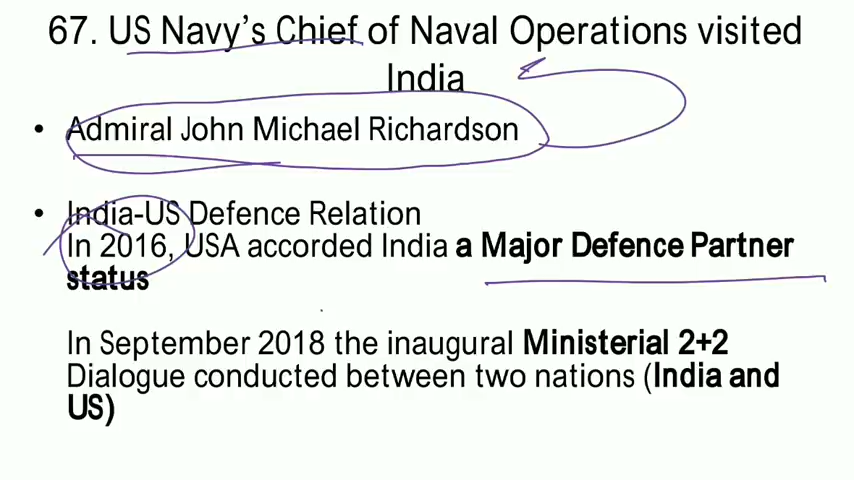 67. US Navy's Chief of Naval Operations visited
India
• Admiral John Michael Richardson
• India-US Defence Relation
In 2016, USA accorded India a Major Defence Partner
status
In September 2018 the inaugural Ministerial 2+2
Dialogue conducted between two nations (India and
US)